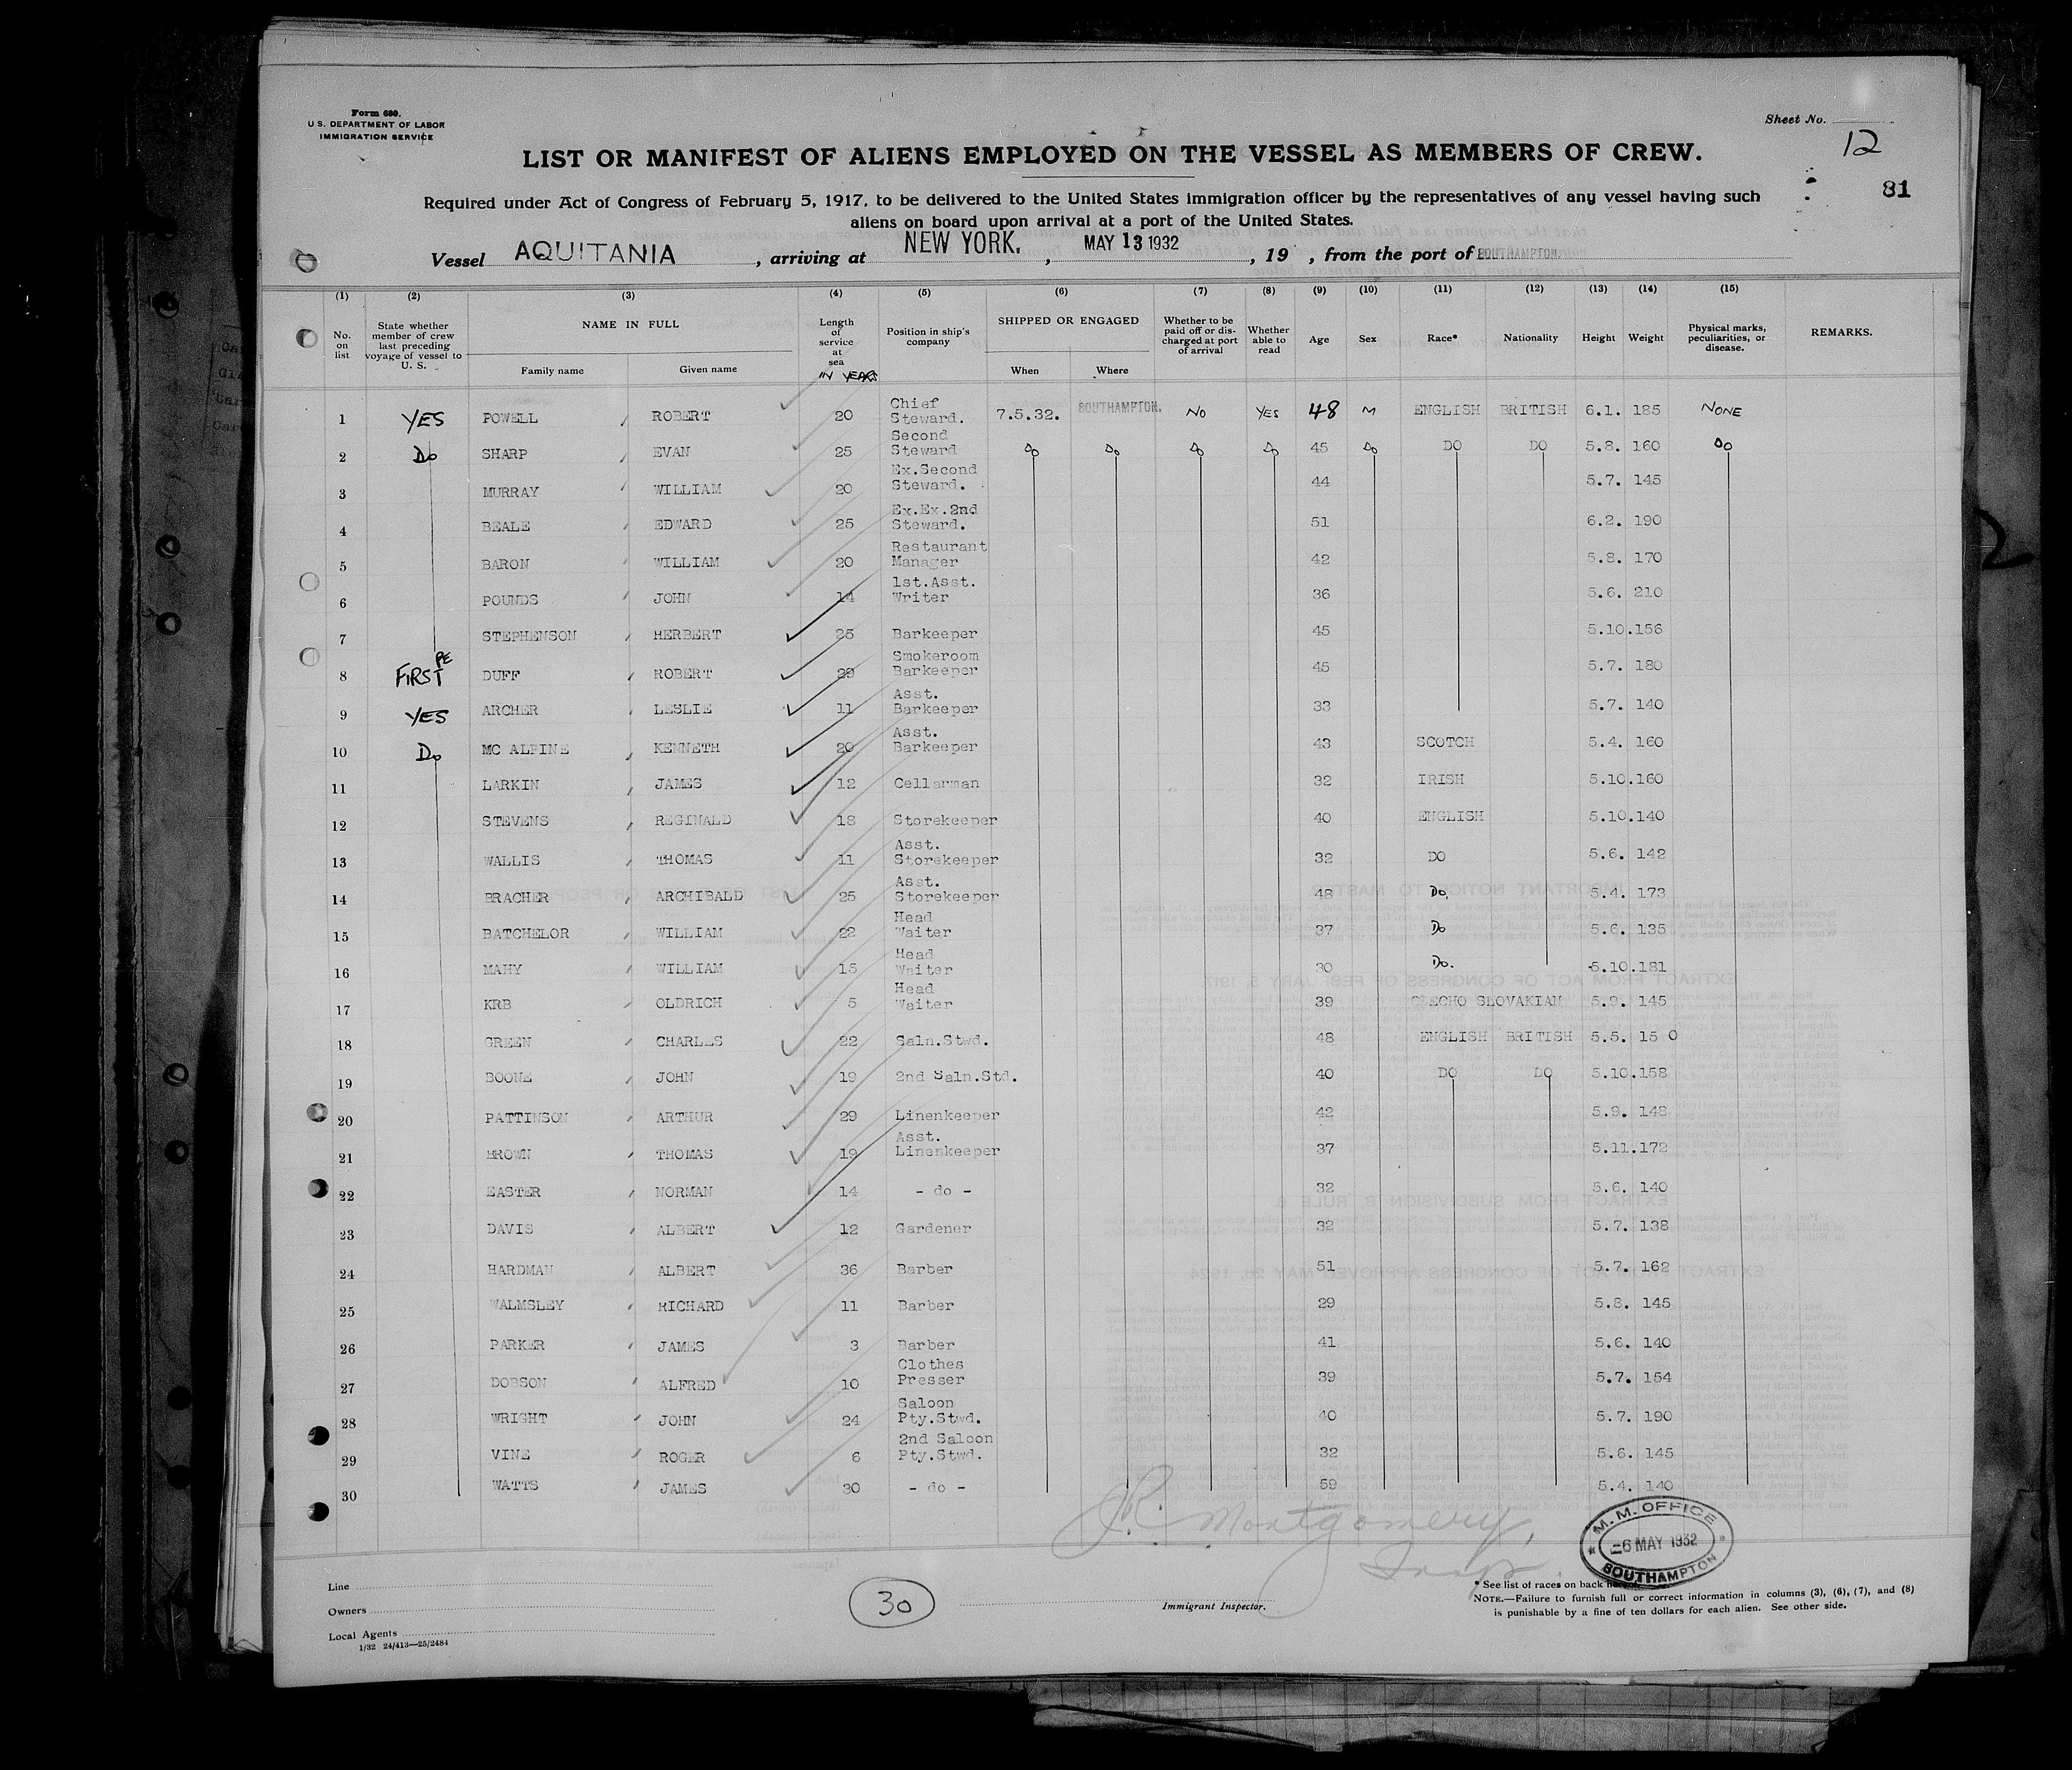 Form 680.
U.S. DEPARTMENT OF LABOR
IMMIGRATION SERVICE
Sheet No.
12
81
LIST OR MANIFEST OF ALIENS EMPLOYED ON THE VESSEL AS MEMBERS OF CREW.
Required under Act of Congress of February 5, 1917, to be delivered to the United States immigration officer by the representatives of any vessel having such
aliens on board upon arrival at a port of the United States.
Vessel AQUITANIA, arriving at NEW YORK., MAY 13 1932, 19 , from the port of SOUTHAMPTON.
(1) (2) (3) (4) (5) (6) (7) (8) (9) (10) (11) (12) (13) (14) (15)
No. on list
State whether member of crew last preceding voyage of vessel to U. S.
NAME IN FULL
Family name Given name
Length of service at sea IN YEARS
Position in ship's company
SHIPPED OR ENGAGED
When Where
Whether to be paid off or discharged at port of arrival
Whether able to read
Age Sex Race* Nationality Height Weight
Physical marks, peculiarities, or disease.
REMARKS.
1 YES POWELL , ROBERT 20 Chief Steward. 7.5.32. SOUTHAMPTON. NO YES 48 M ENGLISH BRITISH 6.1. 185 NONE
2 Do SHARP , EVAN 25 Second Steward Do Do Do Do 45 Do DO DO 5.8. 160 Do
3 MURRAY , WILLIAM 20 Ex.Second Steward. 44 5.7. 145
4 BEALE , EDWARD 25 Ex.Ex.2nd Steward. 51 6.2. 190
5 BARON , WILLIAM 20 Restaurant Manager 42 5.8. 170
6 POUNDS , JOHN 14 1st.Asst. Writer 36 5.6. 210
7 STEPHENSON , HERBERT 25 Barkeeper 45 5.10.156
8 FIRST DUFF , ROBERT 29 Smokeroom Barkeeper 45 5.7. 180
9 YES ARCHER , LESLIE 11 Asst. Barkeeper 33 5.7. 140
10 Do MC ALPINE , KENNETH 20 Asst. Barkeeper 43 SCOTCH 5.4. 160
11 LARKIN , JAMES 12 Cellarman 32 IRISH 5.10.160
12 STEVENS , REGINALD 18 Storekeeper 40 ENGLISH 5.10.140
13 WALLIS , THOMAS 11 Asst. Storekeeper 32 DO 5.6. 142
14 BRACHER , ARCHIBALD 25 Asst. Storekeeper 48 Do. 5.4. 173
15 BATCHELOR , WILLIAM 22 Head Waiter 37 Do 5.6. 135
16 MAHY , WILLIAM 15 Head Waiter 30 Do. 5.10.181
17 KRB , OLDRICH 5 Head Waiter 39 CZECHO SLOVAKIAN 5.9. 145
18 GREEN , CHARLES 22 Saln.Stwd. 48 ENGLISH BRITISH 5.5. 150
19 BOONE , JOHN 19 2nd Saln.Std. 40 DO DO 5.10.158
20 PATTINSON , ARTHUR 29 Linenkeeper 42 5.9. 148
21 BROWN , THOMAS 19 Asst. Linenkeeper 37 5.11.172
22 EASTER , NORMAN 14 - do - 32 5.6. 140
23 DAVIS , ALBERT 12 Gardener 32 5.7. 138
24 HARDMAN , ALBERT 36 Barber 51 5.7. 162
25 WALMSLEY , RICHARD 11 Barber 29 5.8. 145
26 PARKER , JAMES 3 Barber 41 5.6. 140
27 DOBSON , ALFRED 10 Clothes Presser 39 5.7. 154
28 WRIGHT , JOHN 24 Saloon Pty.Stwd. 40 5.7. 190
29 VINE , ROGER 6 2nd Saloon Pty.Stwd. 32 5.6. 145
30 WATTS , JAMES 30 - do - 59 5.4. 140
Montgomery,
Insp.
M. M. OFFICE
6 MAY 1932
SOUTHAMPTON
Line
Owners
Local Agents
1/32 24/413—25/2484
30
Immigrant Inspector.
* See list of races on back
NOTE.—Failure to furnish full or correct information in columns (3), (6), (7), and (8)
is punishable by a fine of ten dollars for each alien. See other side.